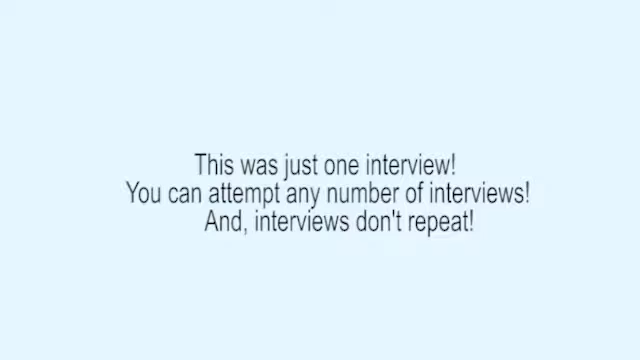 This was just one interview!
You can attempt any number of interviews!
And, interviews don't repeat!